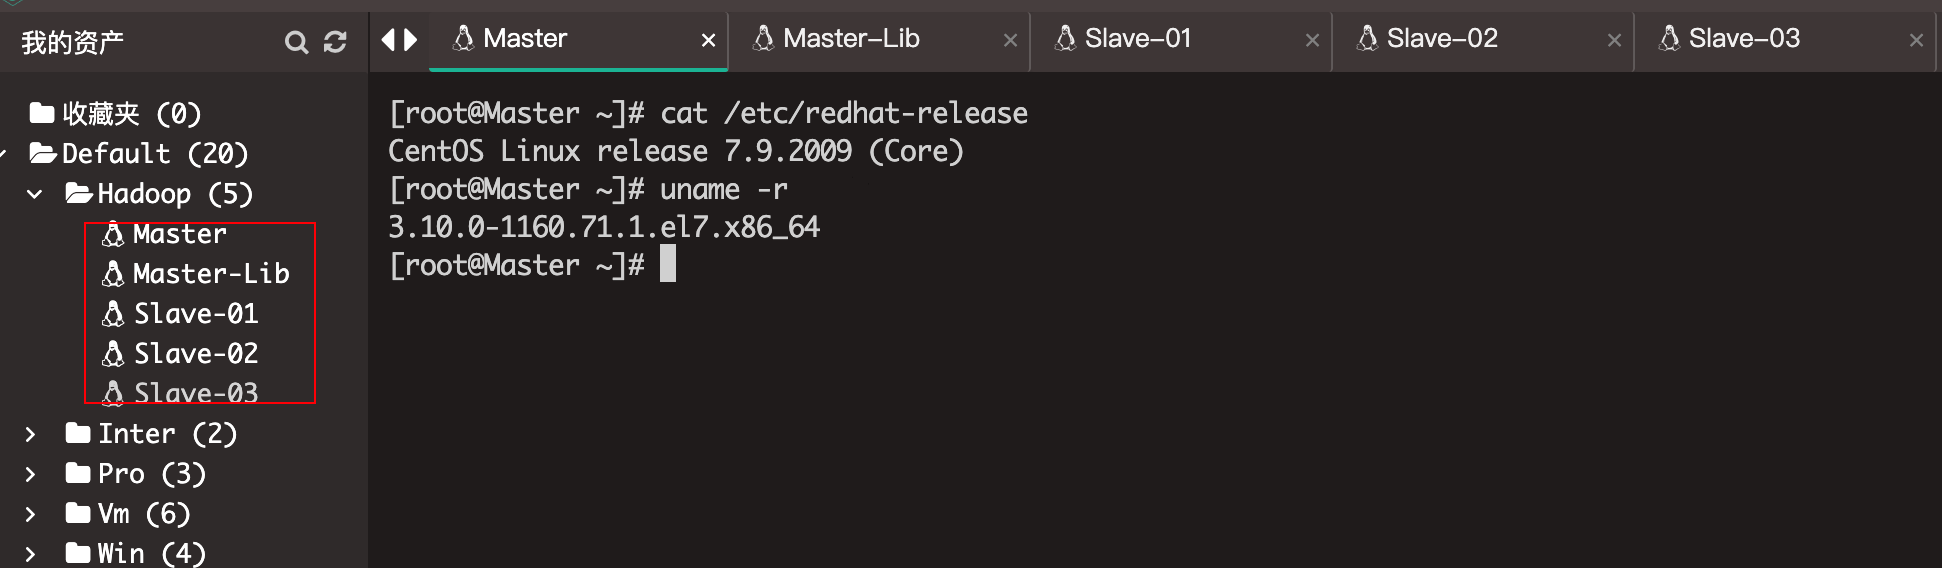 我的资产
收藏夹 (0)
Default (20)
Hadoop (5)
Master
Master-Lib
Slave-01
Slave-02
Slave-03
Inter (2)
Pro (3)
Vm (6)
Win (4)
Master
Master-Lib
Slave-01
Slave-02
Slave-03
[root@Master ~]# cat /etc/redhat-release
CentOS Linux release 7.9.2009 (Core)
[root@Master ~]# uname -r
3.10.0-1160.71.1.el7.x86_64
[root@Master ~]#